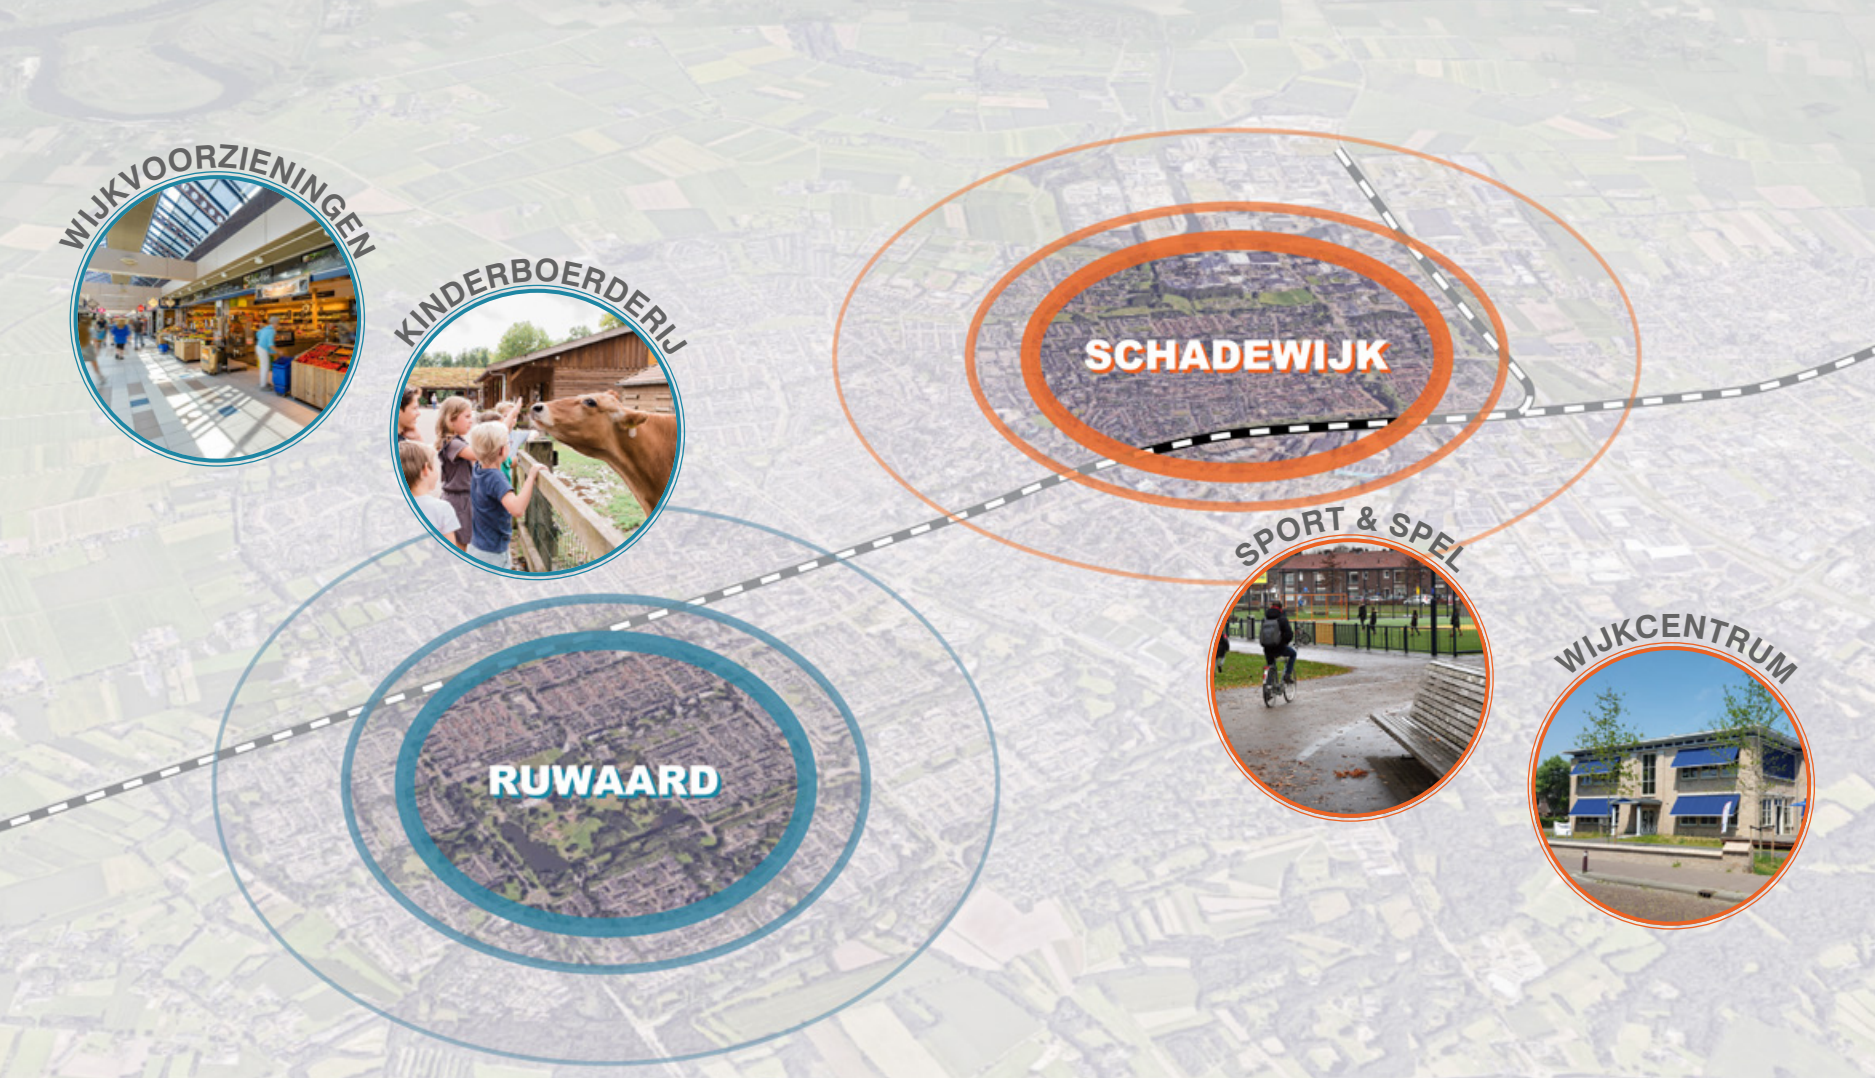 WIJKVOORZIENINGEN
KINDERBOERDERIJ
SCHADEWIJK
SPORT & SPEL
WIJKCENTRUM
RUWAARD